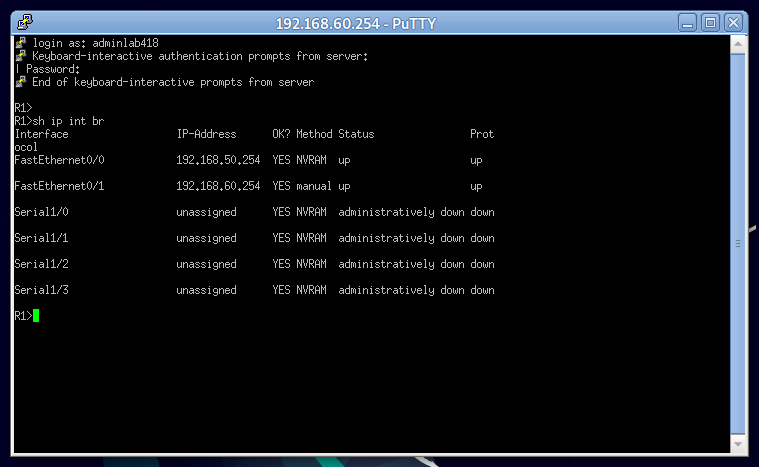 192.168.60.254 - PuTTY
login as: adminlab418
Keyboard-interactive authentication prompts from server:
| Password:
End of keyboard-interactive prompts from server
R1>
R1>sh ip int br
Interface                  IP-Address      OK? Method Status                Prot
ocol
FastEthernet0/0            192.168.50.254  YES NVRAM  up                    up
FastEthernet0/1            192.168.60.254  YES manual up                    up
Serial1/0                  unassigned      YES NVRAM  administratively down down
Serial1/1                  unassigned      YES NVRAM  administratively down down
Serial1/2                  unassigned      YES NVRAM  administratively down down
Serial1/3                  unassigned      YES NVRAM  administratively down down
R1>